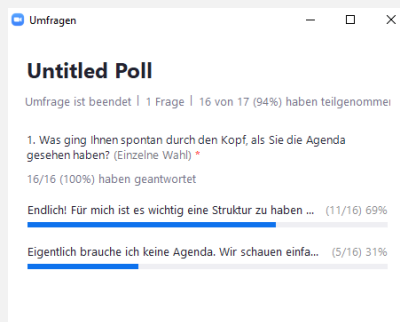 Umfragen
Untitled Poll
Umfrage ist beendet | 1 Frage | 16 von 17 (94%) haben teilgenommen
1. Was ging Ihnen spontan durch den Kopf, als Sie die Agenda
gesehen haben? (Einzelne Wahl) *
16/16 (100%) haben geantwortet
Endlich! Für mich ist es wichtig eine Struktur zu haben ... (11/16) 69%
Eigentlich brauche ich keine Agenda. Wir schauen einfa... (5/16) 31%